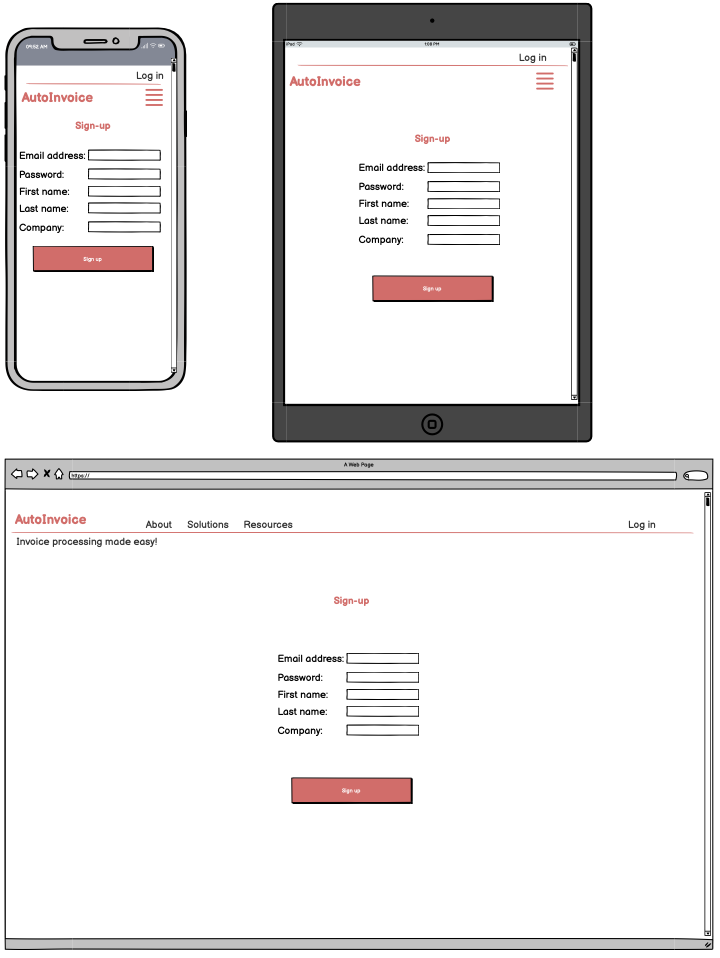 09:52 AM
Log in
AutoInvoice
Sign-up
Email address:
Password:
First name:
Last name:
Company:
Sign up
iPad
1:08 PM
Log in
AutoInvoice
Sign-up
Email address:
Password:
First name:
Last name:
Company:
Sign up
A Web Page
https://
AutoInvoice About Solutions Resources Log in
Invoice processing made easy!
Sign-up
Email address:
Password:
First name:
Last name:
Company:
Sign up